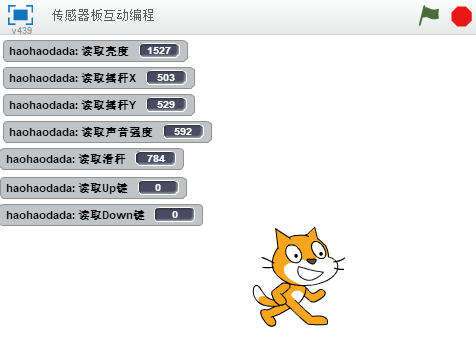 传感器板互动编程
v439
haohaodada: 读取亮度 1527
haohaodada: 读取摇杆X 503
haohaodada: 读取摇杆Y 529
haohaodada: 读取声音强度 592
haohaodada: 读取滑杆 784
haohaodada: 读取Up键 0
haohaodada: 读取Down键 0